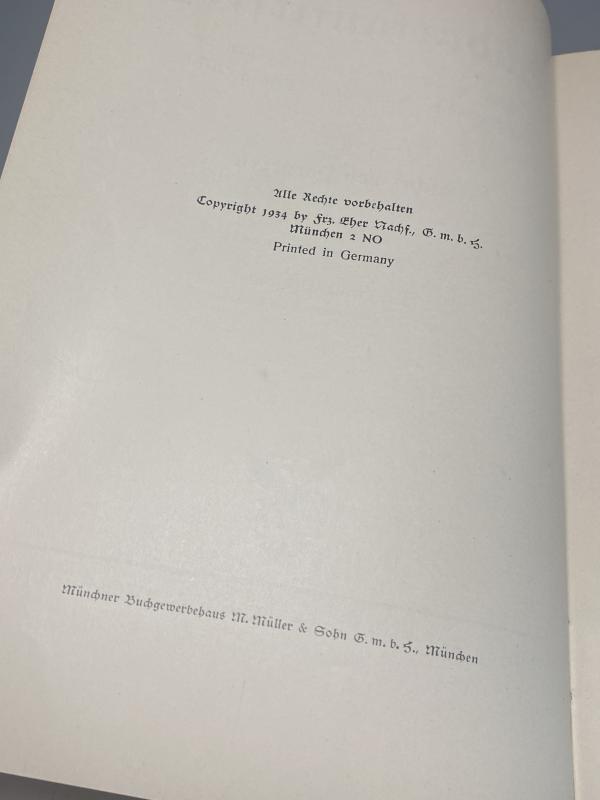 Alle Rechte vorbehalten
Copyright 1934 by Frz. Eher Nachf., G. m. b. H.
München 2 NO
Printed in Germany
Münchner Buchgewerbehaus M. Müller & Sohn G. m. b. H., München